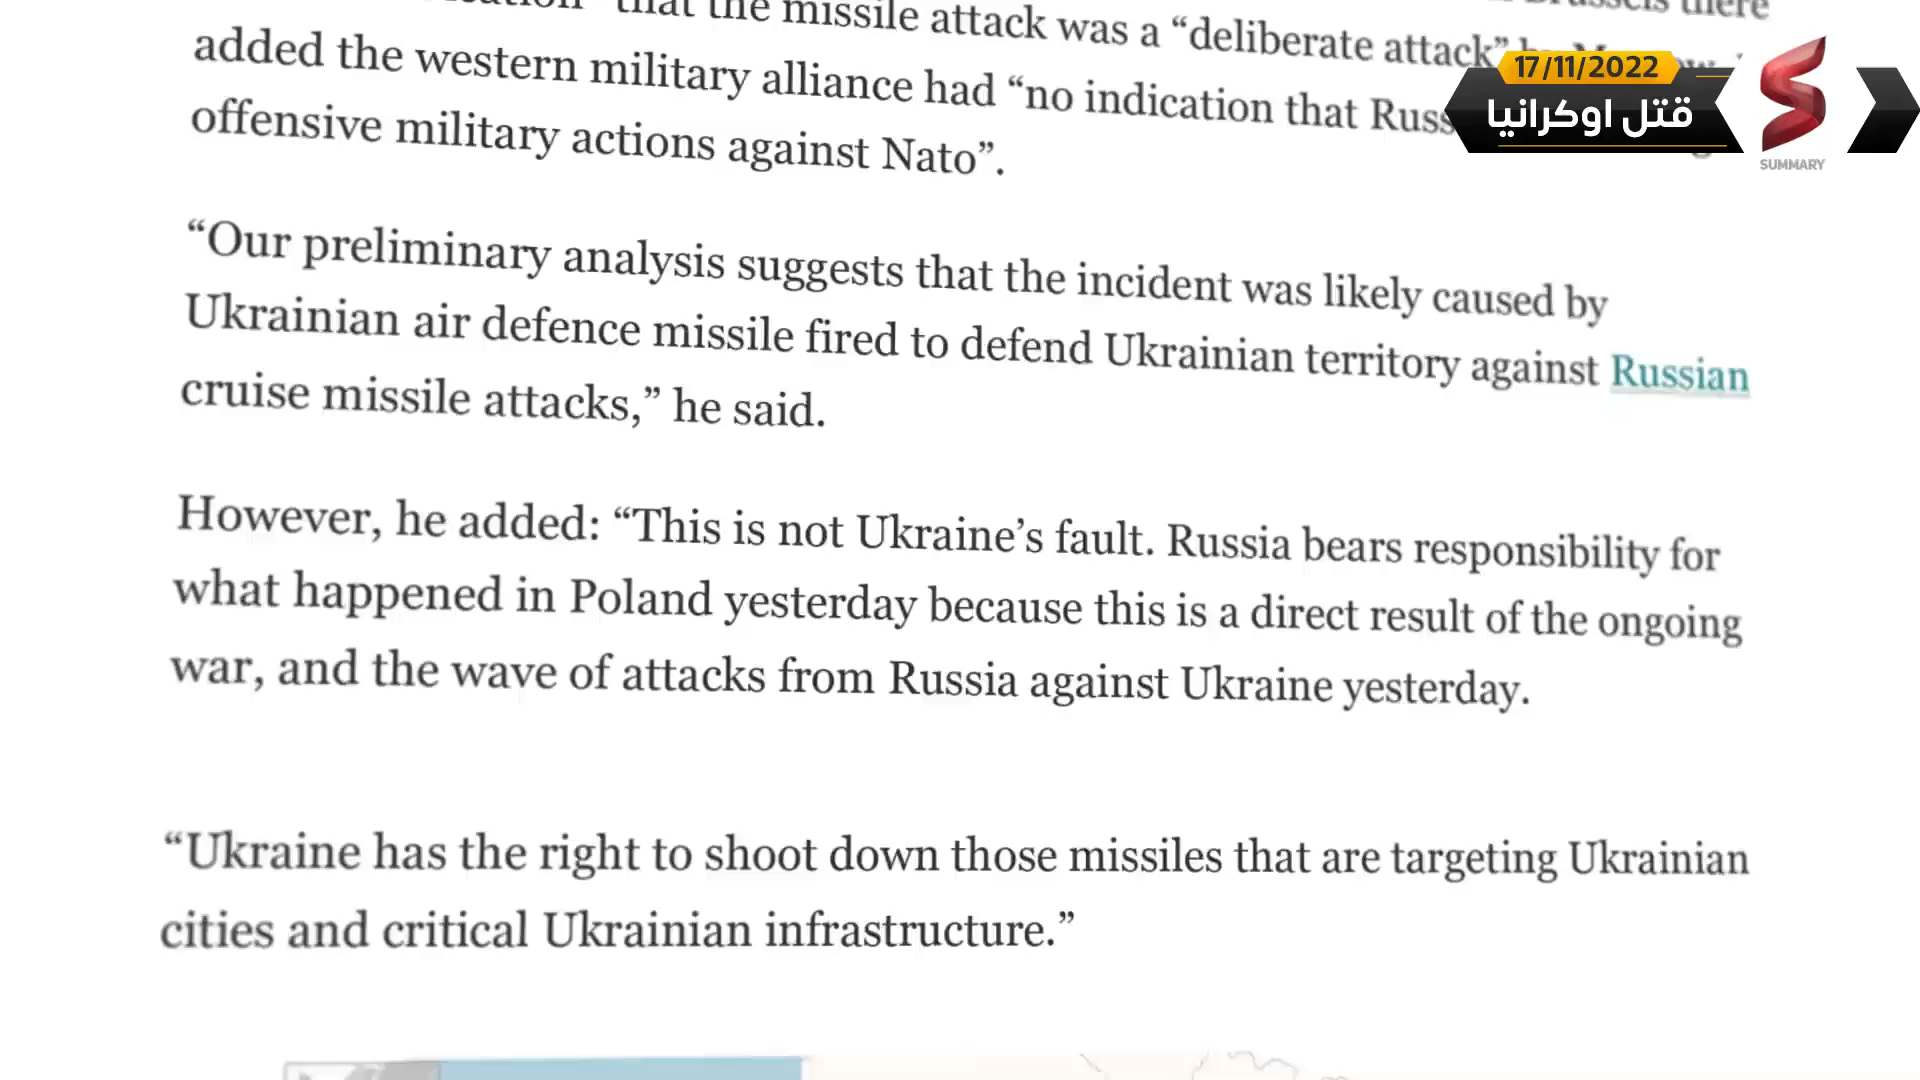 that the missile attack was a “deliberate attack”
added the western military alliance had “no indication that
offensive military actions against Nato”.
17/11/2022
قتل اوکرانیا
SUMMARY
“Our preliminary analysis suggests that the incident was likely caused by
Ukrainian air defence missile fired to defend Ukrainian territory against Russian
cruise missile attacks,” he said.
However, he added: “This is not Ukraine’s fault. Russia bears responsibility for
what happened in Poland yesterday because this is a direct result of the ongoing
war, and the wave of attacks from Russia against Ukraine yesterday.
“Ukraine has the right to shoot down those missiles that are targeting Ukrainian
cities and critical Ukrainian infrastructure.”